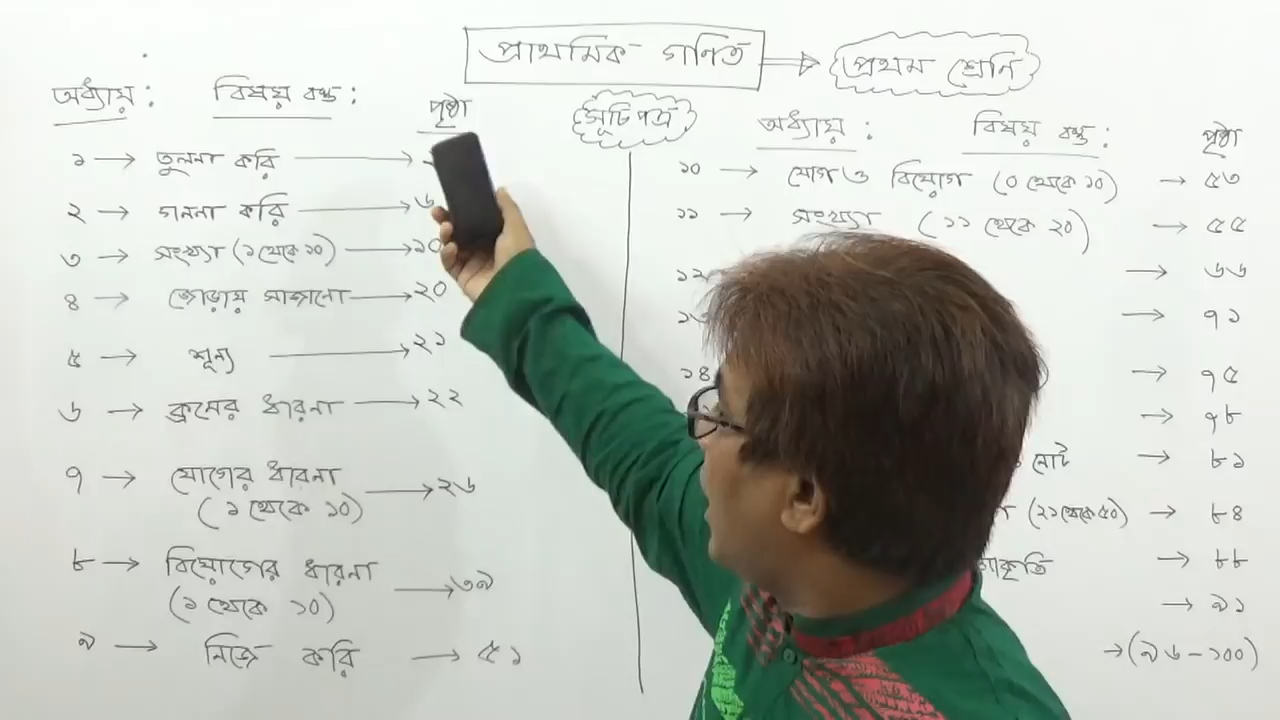 প্রাথমিক গনিত প্রথম শ্রেনি
সূচিপত্র
অধ্যায় : বিষয় বস্তু : পৃষ্ঠা
১ তুলনা করি
২ গননা করি ৬
৩ সংখ্যা (১ থেকে ১০) ১০
৪ জোড়ায় সাজানো ২০
৫ শূন্য ২১
৬ ক্রমের ধারনা ২২
৭ যোগের ধারনা ২৬
(১ থেকে ১০)
৮ বিয়োগের ধারনা ৩৯
(১ থেকে ১০)
৯ নিজে করি ৫১
অধ্যায় : বিষয় বস্তু : পৃষ্ঠা
১০ যোগ ও বিয়োগ (০ থেকে ১০) ৫৩
১১ সংখ্যা (১১ থেকে ২০) ৫৫
১২ ৬৬
৭১
১৪ ৭৫
৭৮
নোট ৮১
(২১ থেকে ৫০) ৮৪
৮৮
৯১
(৯৬ - ১০০)